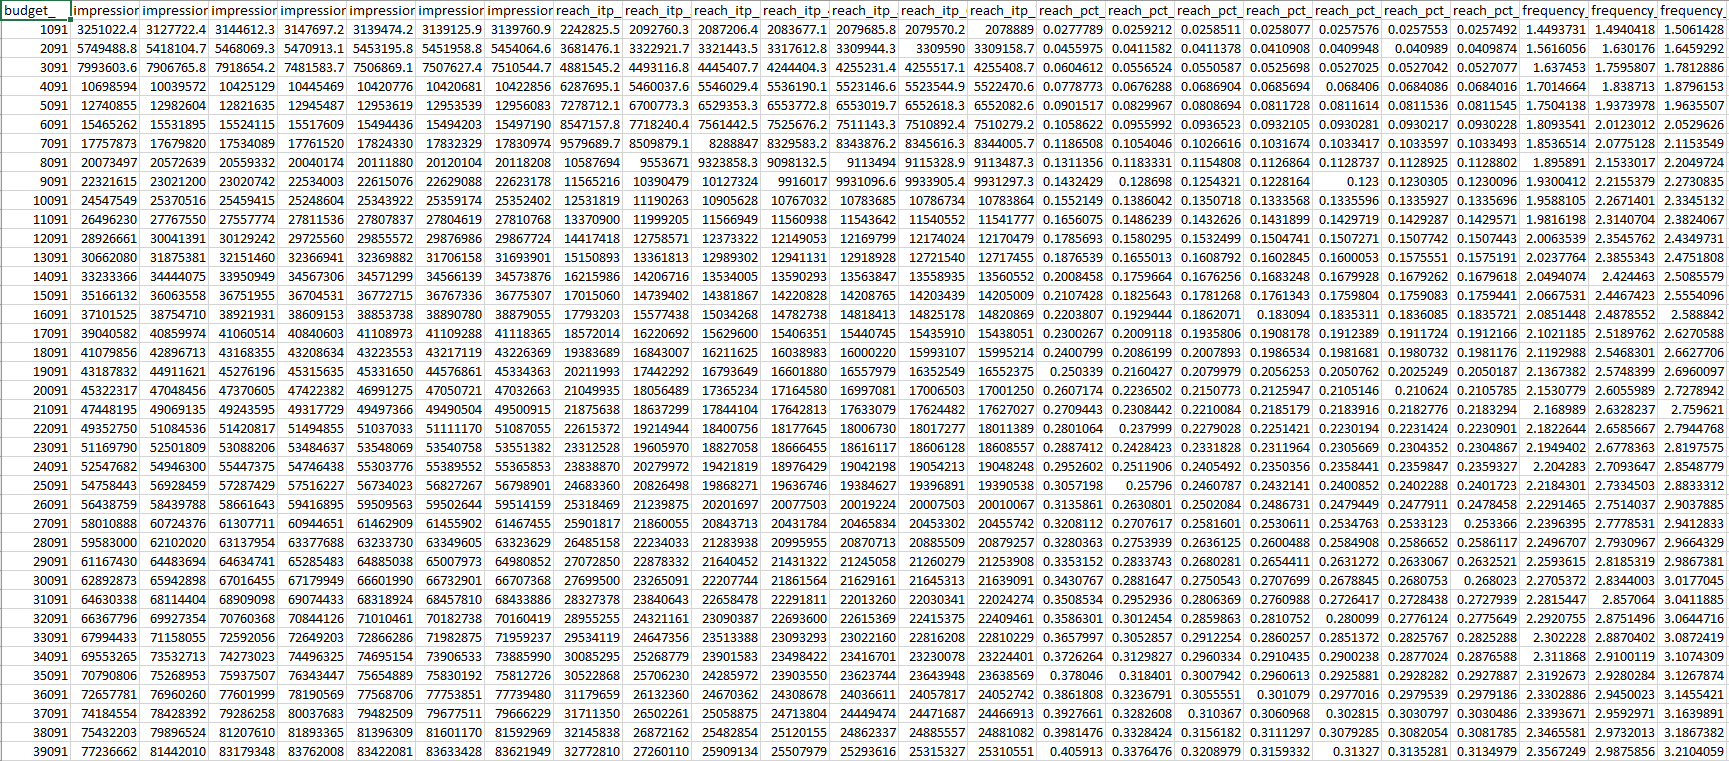 budget_ impression impression impression impression impression impression impression reach_itp_ reach_itp_ reach_itp_ reach_itp_ reach_itp_ reach_itp_ reach_itp_ reach_pct_ reach_pct_ reach_pct_ reach_pct_ reach_pct_ reach_pct_ reach_pct_ frequency_ frequency_ frequency_
1091 3251022.4 3127722.4 3144612.3 3147697.2 3139474.2 3139125.9 3139760.9 2242825.5 2092760.3 2087206.4 2083677.1 2079685.8 2079570.2 2078889 0.0277789 0.0259212 0.0258511 0.0258077 0.0257576 0.0257553 0.0257492 1.4493731 1.4940418 1.5061428
2091 5749488.8 5418104.7 5468069.3 5470913.1 5453195.8 5451958.8 5454064.6 3681476.1 3322921.7 3321443.5 3317612.8 3309944.3 3309590 3309158.7 0.0455975 0.0411582 0.0411378 0.0410908 0.0409948 0.040989 0.0409874 1.5616056 1.630176 1.6459292
3091 7993603.6 7906765.8 7918654.2 7481583.7 7506869.1 7507627.4 7510544.7 4881545.2 4493116.8 4445407.7 4244404.3 4255231.4 4255517.1 4255408.7 0.0604612 0.0556524 0.0550587 0.0525698 0.0527025 0.0527042 0.0527077 1.637453 1.7595807 1.7812886
4091 10698594 10039572 10425129 10445469 10420776 10420681 10422856 6287695.1 5460037.6 5546029.4 5536190.1 5523146.6 5523544.9 5522470.6 0.0778773 0.0676288 0.0686904 0.0685694 0.068406 0.0684086 0.0684016 1.7014664 1.838713 1.8796153
5091 12740855 12982604 12821635 12945487 12953619 12953539 12956083 7278712.1 6700773.3 6529353.3 6553772.8 6553019.7 6552618.3 6552082.6 0.0901517 0.0829967 0.0808694 0.0811728 0.0811614 0.0811536 0.0811545 1.7504138 1.9373978 1.9635507
6091 15465262 15531895 15524115 15517609 15494436 15494203 15497190 8547157.8 7718240.4 7561442.5 7525676.2 7511143.3 7510892.4 7510279.2 0.1058622 0.0955992 0.0936523 0.0932105 0.0930281 0.0930217 0.0930228 1.8093541 2.0123012 2.0529626
7091 17757873 17679820 17534089 17761520 17824330 17832329 17830974 9579689.7 8509879.1 8288847 8329583.2 8343876.2 8345616.3 8344005.7 0.1186508 0.1054046 0.1026616 0.1031674 0.1033417 0.1033597 0.1033493 1.8536514 2.0775128 2.1153549
8091 20073497 20572639 20559332 20040174 20111880 20120104 20118208 10587694 9553671 9323858.3 9098132.5 9113494 9115328.9 9113487.3 0.1311356 0.1183331 0.1154808 0.1126864 0.1128737 0.1128925 0.1128802 1.895891 2.1533017 2.2049724
9091 22321615 23021200 23020742 22534003 22615076 22629088 22623178 11565216 10390479 10127324 9916017 9931096.6 9933905.4 9931297.3 0.1432429 0.128698 0.1254321 0.1228164 0.123 0.1230305 0.1230096 1.9300412 2.2155379 2.2730835
10091 24547549 25370516 25459415 25248604 25343922 25359174 25352402 12531819 11190263 10905628 10767032 10783685 10786734 10783864 0.1552149 0.1386042 0.1350718 0.1333568 0.1335596 0.1335927 0.1335696 1.9588105 2.2671401 2.3345132
11091 26496230 27767550 27557774 27811536 27807837 27804619 27810768 13370900 11999205 11566949 11560938 11543642 11540552 11541777 0.1656075 0.1486239 0.1432626 0.1431899 0.1429719 0.1429287 0.1429571 1.9816198 2.3140704 2.3824067
12091 28926661 30041391 30129242 29725560 29855572 29876986 29867724 14417418 12758571 12373322 12149053 12169799 12174024 12170479 0.1785693 0.1580295 0.1532499 0.1504741 0.1507271 0.1507742 0.1507443 2.0063539 2.3545762 2.4349731
13091 30662080 31875381 32151460 32366941 32369882 31706158 31693901 15150893 13361813 12989302 12941131 12918928 12721540 12717455 0.1876539 0.1655013 0.1608792 0.1602845 0.1600053 0.1575551 0.1575191 2.0237764 2.3855343 2.4751808
14091 33233366 34444075 33950949 34567306 34571299 34566139 34573876 16215986 14206716 13534005 13590293 13563847 13558935 13560552 0.2008458 0.1759664 0.1676256 0.1683248 0.1679928 0.1679262 0.1679618 2.0494074 2.424463 2.5085579
15091 35166132 36063558 36751955 36704531 36772715 36767336 36775307 17015060 14739402 14381867 14220828 14208765 14203439 14205009 0.2107428 0.1825643 0.1781268 0.1761343 0.1759804 0.1759083 0.1759441 2.0667531 2.4467423 2.5554096
16091 37101525 38754710 38921931 38609153 38853738 38890780 38879055 17793203 15577438 15034268 14782738 14818413 14825178 14820869 0.2203807 0.1929444 0.1862071 0.183094 0.1835311 0.1836085 0.1835721 2.0851448 2.4878552 2.588842
17091 39040582 40859974 41060514 40840603 41108973 41109288 41118365 18572014 16220692 15629600 15406351 15440745 15435910 15438051 0.2300267 0.2009118 0.1935806 0.1908178 0.1912389 0.1911724 0.1912166 2.1021185 2.5189762 2.6270588
18091 41079856 42896713 43168355 43208634 43223553 43217119 43226369 19383689 16843007 16211625 16038983 16000220 15993107 15995214 0.2400799 0.2086199 0.2007893 0.1986534 0.1981681 0.1980732 0.1981176 2.1192988 2.5468301 2.6627706
19091 43187832 44911621 45276196 45315635 45331650 44576861 45334363 20211993 17442292 16793649 16601880 16557979 16352549 16552375 0.250339 0.2160427 0.2079979 0.2056253 0.2050762 0.2025249 0.2050187 2.1367382 2.5748399 2.6960097
20091 45322317 47048456 47370605 47422382 46991275 47050721 47032663 21049935 18056489 17365234 17164580 16997081 17006503 17001250 0.2607174 0.2236502 0.2150773 0.2125947 0.2105146 0.210624 0.2105785 2.1530779 2.6055989 2.7278942
21091 47448195 49069135 49243595 49317729 49497366 49490504 49500915 21875638 18637299 17844104 17642813 17633079 17624482 17627027 0.2709443 0.2308442 0.2210084 0.2185179 0.2183916 0.2182776 0.2183294 2.168989 2.6328237 2.759621
22091 49352750 51084536 51420817 51494855 51037033 51111170 51087055 22615372 19214944 18400756 18177645 18006730 18017277 18011389 0.2801064 0.237999 0.2279028 0.2251421 0.2230194 0.2231424 0.2230901 2.1822644 2.6585667 2.7944768
23091 51169790 52501809 53088206 53484637 53548069 53540758 53551382 23312528 19605970 18827058 18666455 18616117 18606128 18608557 0.2887412 0.2428423 0.2331828 0.2311964 0.2305669 0.2304352 0.2304867 2.1949402 2.6778363 2.8197575
24091 52547682 54946300 55447375 54746438 55303776 55389552 55365853 23838870 20279972 19421819 18976429 19042198 19054213 19048248 0.2952602 0.2511906 0.2405492 0.2350356 0.2358441 0.2359847 0.2359327 2.204283 2.7093647 2.8548779
25091 54758443 56928459 57287429 57516227 56734023 56827267 56798901 24683360 20826498 19868271 19636746 19384627 19396891 19390538 0.3057198 0.25796 0.2460787 0.2432141 0.2400852 0.2402288 0.2401723 2.2184301 2.7334503 2.8833312
26091 56438759 58439788 58661643 59416895 59509563 59502644 59514159 25318469 21239875 20201697 20077503 20019224 20007503 20010067 0.3135861 0.2630801 0.2502084 0.2486731 0.2479449 0.2477911 0.2478458 2.2291465 2.7514037 2.9037885
27091 58010888 60724376 61307711 60944651 61462909 61455902 61467455 25901817 21860055 20843713 20431784 20465834 20453302 20455742 0.3208112 0.2707617 0.2581601 0.2530611 0.2534763 0.2533123 0.253366 2.2396395 2.7778531 2.9412833
28091 59583000 62102020 63137954 63377688 63233730 63349605 63323629 26485158 22234033 21283938 20995955 20870713 20885509 20879257 0.3280363 0.2753939 0.2636125 0.2600488 0.2584908 0.2586652 0.2586117 2.2496707 2.7930967 2.9664329
29091 61167430 64483694 64634741 65285483 64885038 65007973 64980852 27072850 22878332 21640452 21431322 21245058 21260279 21253908 0.3353152 0.2833743 0.2680281 0.2654411 0.2631272 0.2633067 0.2632521 2.2593615 2.8185319 2.9867381
30091 62892873 65942898 67016455 67179949 66601990 66732901 66707368 27699500 23265091 22207744 21861564 21629161 21645313 21639091 0.3430767 0.2881647 0.2750543 0.2707699 0.2678845 0.2680753 0.268023 2.2705372 2.8344003 3.0177045
31091 64630338 68114404 68909098 69074433 68318924 68457810 68433886 28327378 23840643 22658478 22291811 22013260 22030341 22024274 0.3508534 0.2952936 0.2806369 0.2760988 0.2726417 0.2728438 0.2727939 2.2815447 2.857064 3.0411885
32091 66367796 69927354 70760368 70844126 71010461 70182738 70160419 28955255 24321161 23090387 22693600 22615369 22415375 22409461 0.3586301 0.3012454 0.2859863 0.2810752 0.280099 0.2776124 0.2775649 2.2920755 2.8751496 3.0644716
33091 67994433 71158055 72592056 72649203 72866286 71982875 71959237 29534119 24647356 23513388 23093293 23022160 22816208 22810229 0.3657997 0.3052857 0.2912254 0.2860257 0.2851372 0.2825767 0.2825288 2.302228 2.8870402 3.0872419
34091 69553265 73532713 74273023 74496325 74695154 73906533 73885990 30085295 25268779 23901583 23498422 23416701 23230078 23224401 0.3726264 0.3129827 0.2960334 0.2910435 0.2900238 0.2877024 0.2876588 2.311868 2.9100119 3.1074309
35091 70790806 75268953 75937507 76343447 75654889 75830192 75812726 30522868 25706230 24285972 23903550 23623744 23643948 23638569 0.378046 0.318401 0.3007942 0.2960613 0.2925881 0.2928282 0.2927887 2.3192673 2.9280284 3.1267874
36091 72657781 76960260 77601999 78190569 77568706 77753851 77739480 31179659 26132360 24670362 24308678 24036611 24057817 24052742 0.3861808 0.3236791 0.3055551 0.301079 0.2977016 0.2979539 0.2979186 2.3302886 2.9450023 3.1455421
37091 74184554 78428392 79286258 80037683 79482509 79677511 79666229 31711350 26502261 25058875 24713804 24449474 24471687 24466913 0.3927661 0.3282608 0.310367 0.3060968 0.302815 0.3030797 0.3030486 2.3393671 2.9592971 3.1639891
38091 75432203 79896524 81207610 81893365 81396309 81601170 81592969 32145838 26872162 25482854 25120155 24862337 24885557 24881082 0.3981476 0.3328424 0.3156182 0.3111297 0.3079285 0.3082054 0.3081785 2.3465581 2.9732013 3.1867382
39091 77236662 81442010 83179348 83762008 83422081 83633428 83621949 32772810 27260110 25909134 25507979 25293616 25315327 25310551 0.405913 0.3376476 0.3208979 0.3159332 0.31327 0.3135281 0.3134979 2.3567249 2.9875856 3.2104059